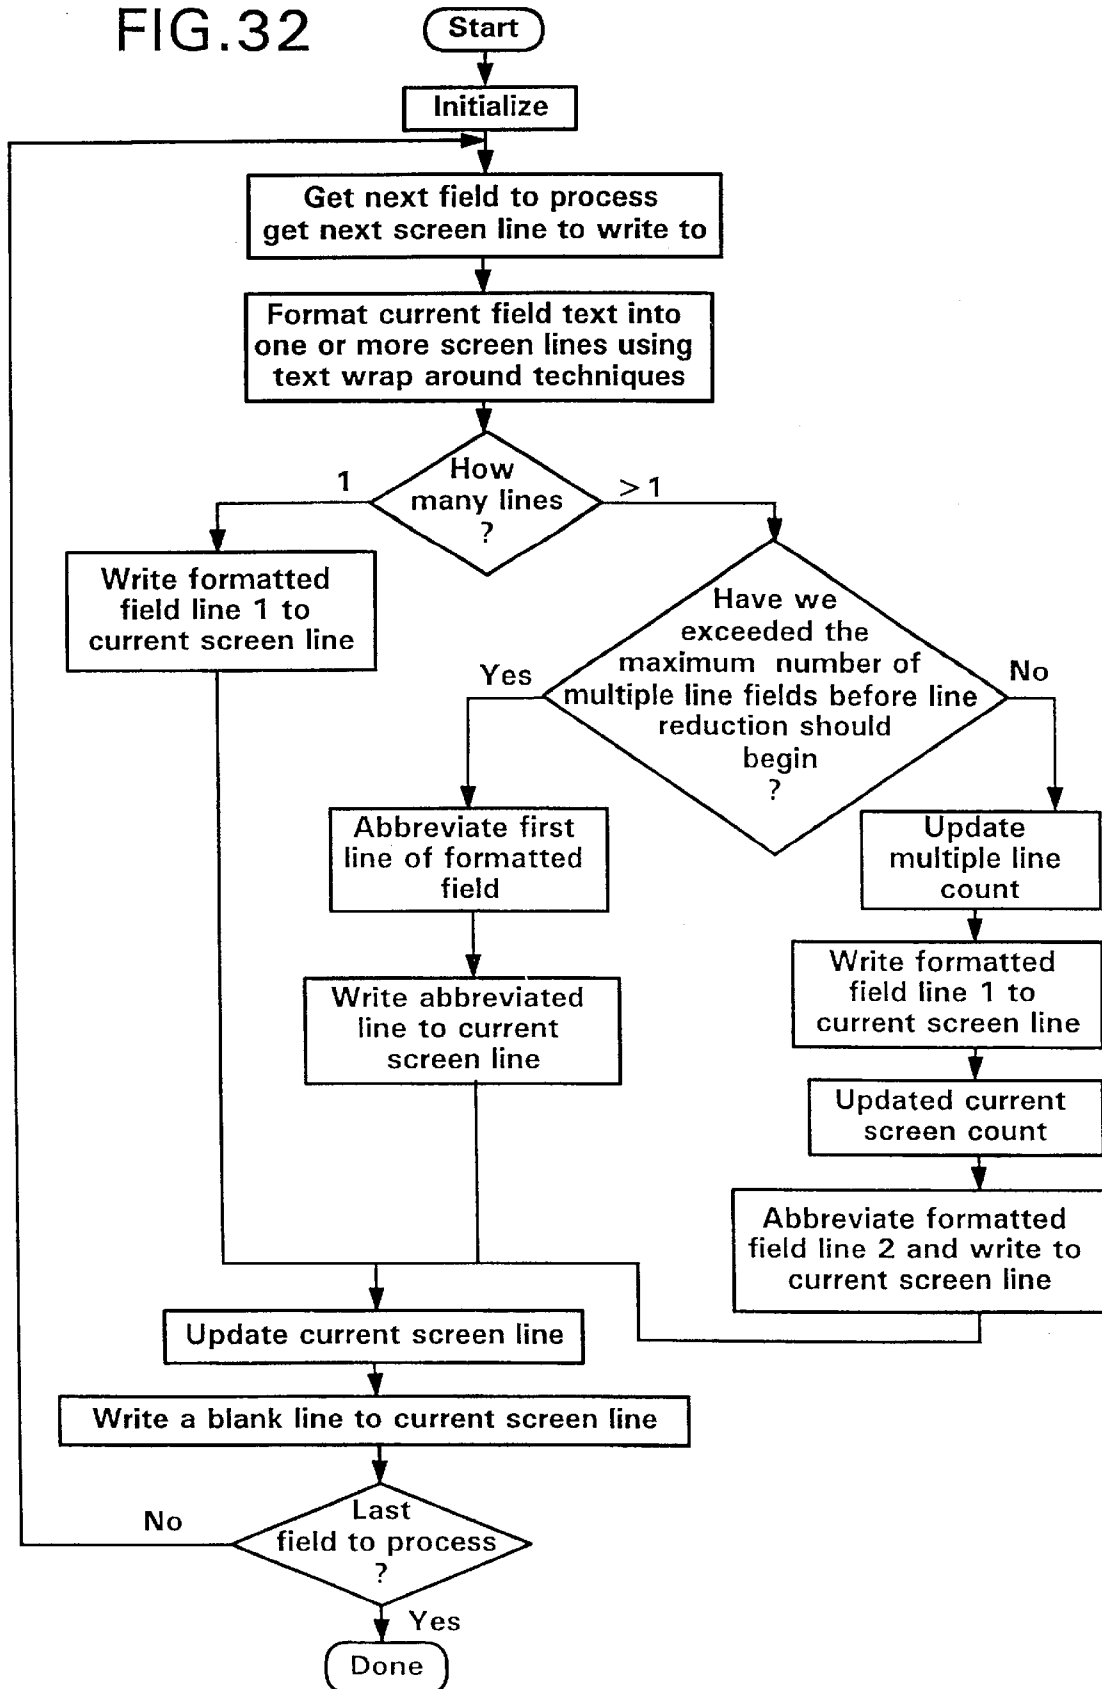 FIG.32
Start
Initialize
Get next field to process
get next screen line to write to
Format current field text into
one or more screen lines using
text wrap around techniques
How
many lines
?
1
>1
Write formatted
field line 1 to
current screen line
Have we
exceeded the
maximum number of
multiple line fields before line
reduction should
begin
?
Yes
No
Abbreviate first
line of formatted
field
Write abbreviated
line to current
screen line
Update
multiple line
count
Write formatted
field line 1 to
current screen line
Updated current
screen count
Abbreviate formatted
field line 2 and write to
current screen line
Update current screen line
Write a blank line to current screen line
Last
field to process
?
No
Yes
Done